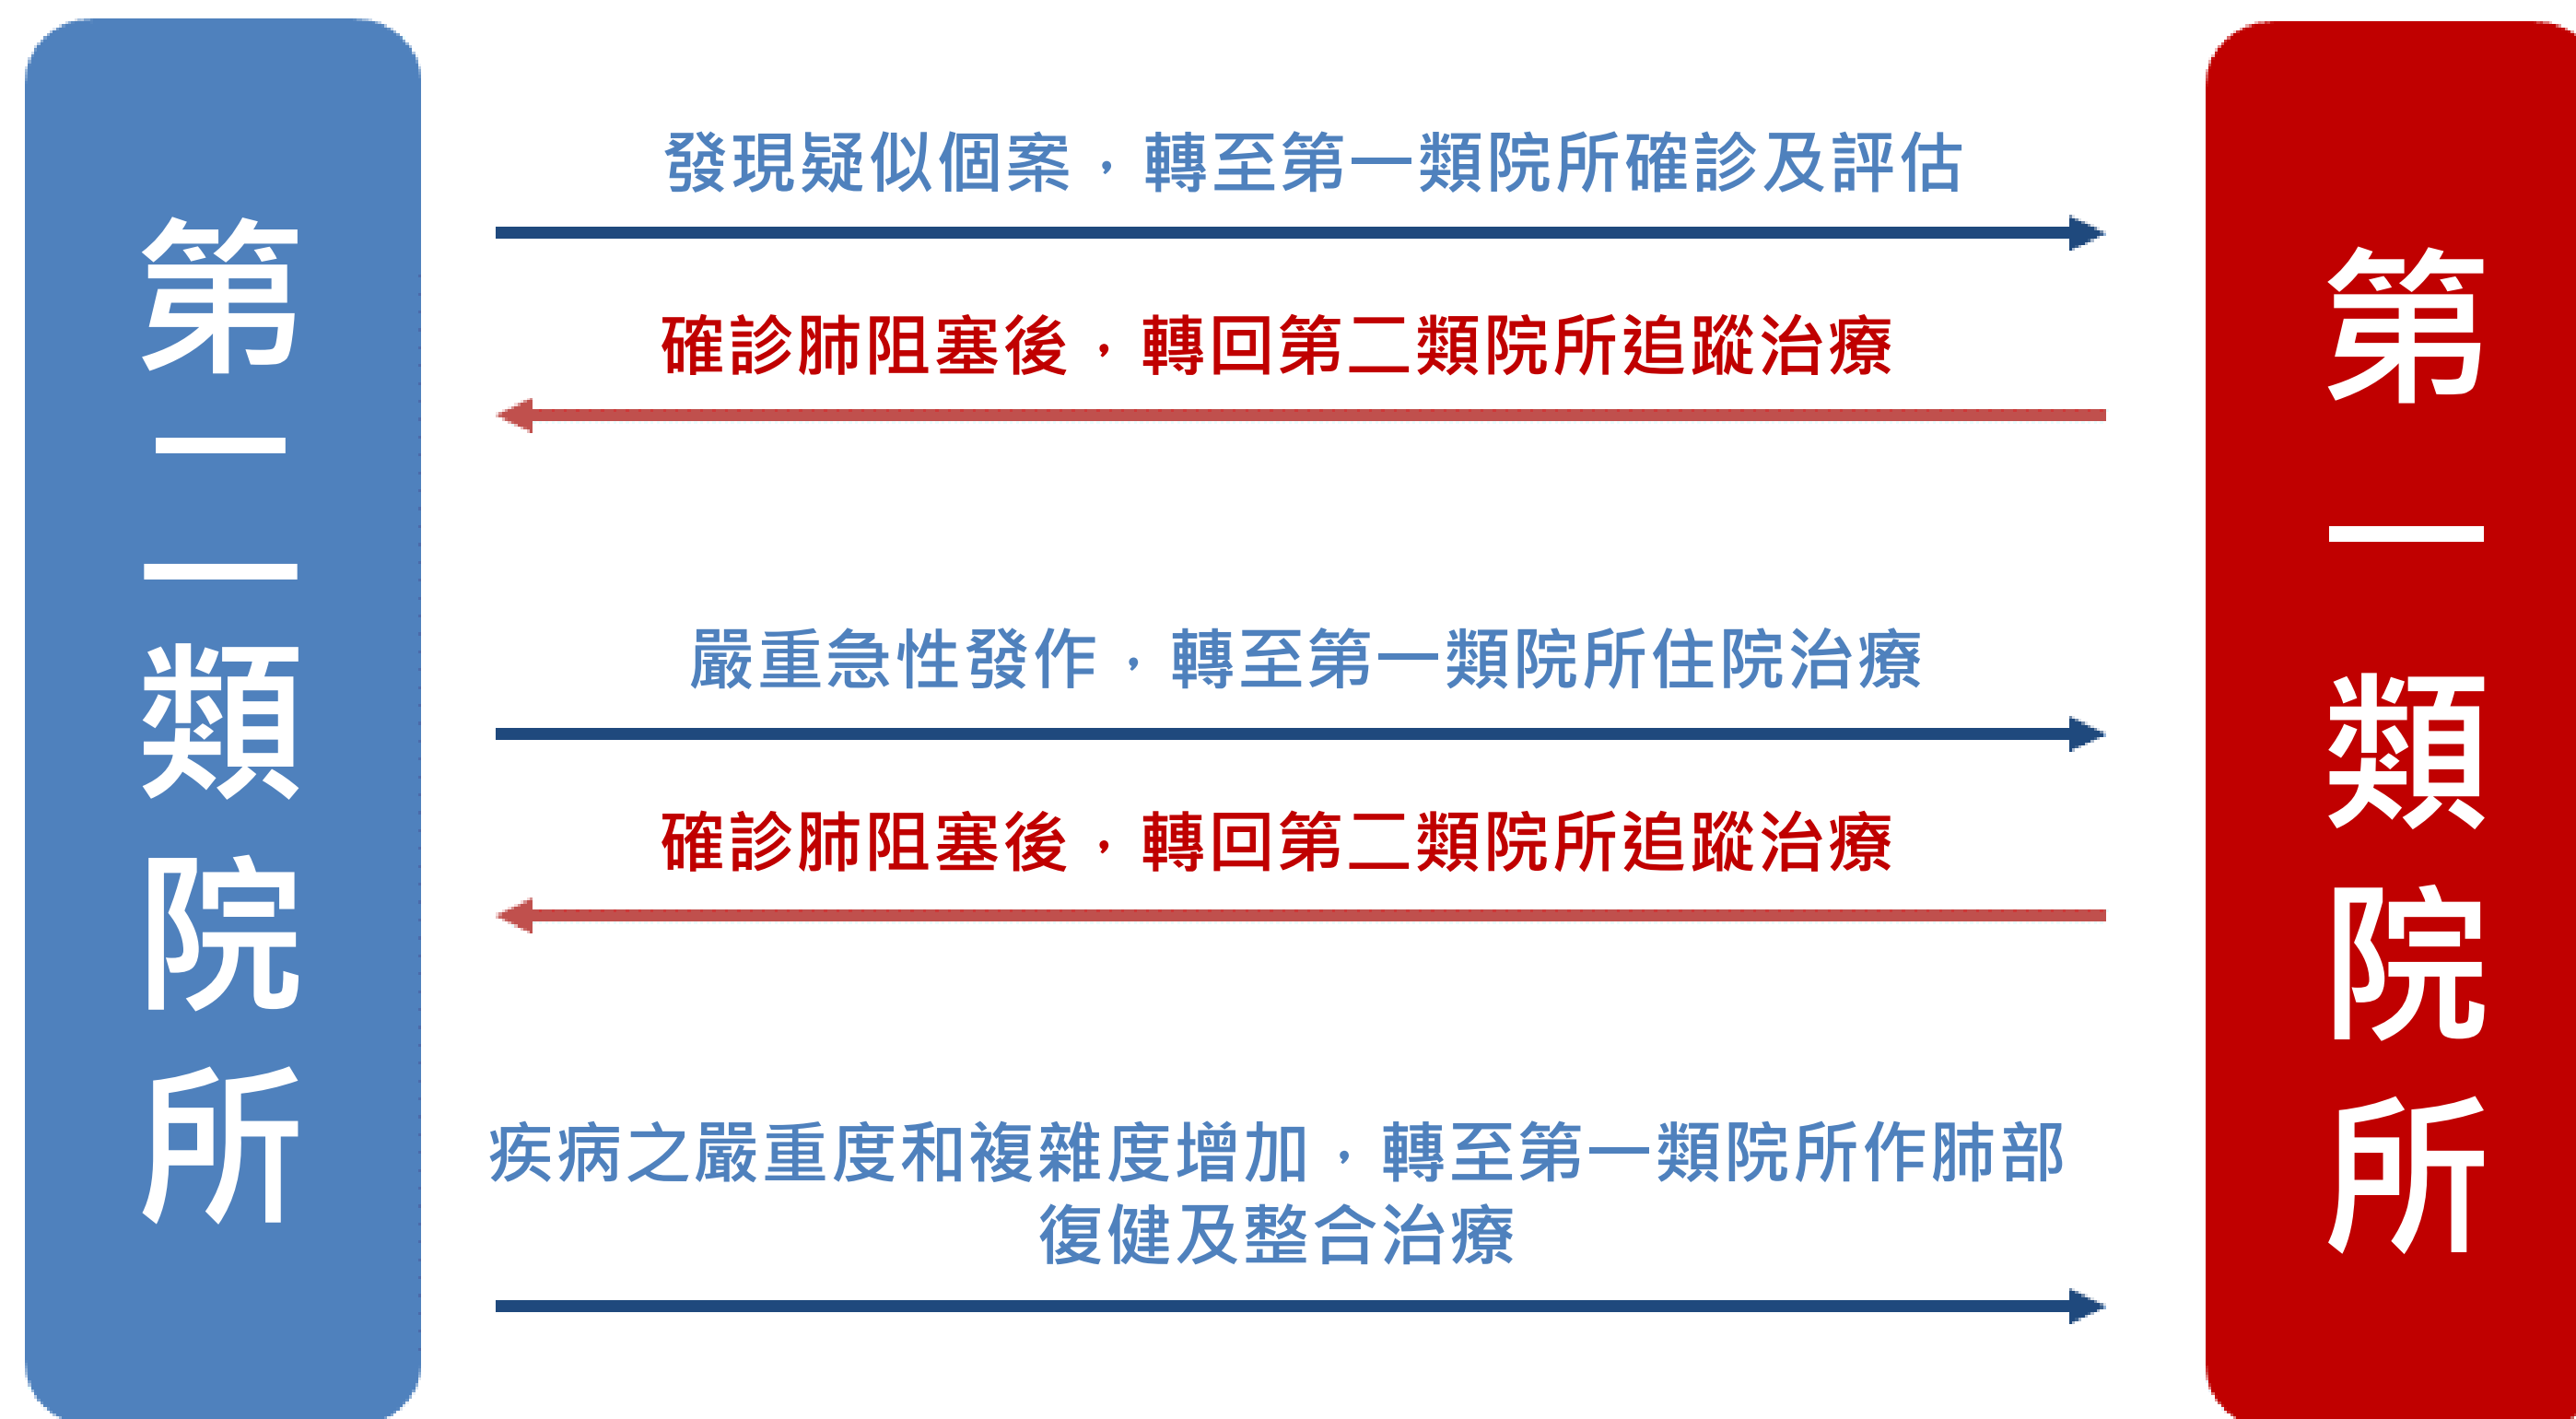 第二類院所
發現疑似個案，轉至第一類院所確診及評估
確診肺阻塞後，轉回第二類院所追蹤治療
嚴重急性發作，轉至第一類院所住院治療
確診肺阻塞後，轉回第二類院所追蹤治療
疾病之嚴重度和複雜度增加，轉至第一類院所作肺部
復健及整合治療
第一類院所